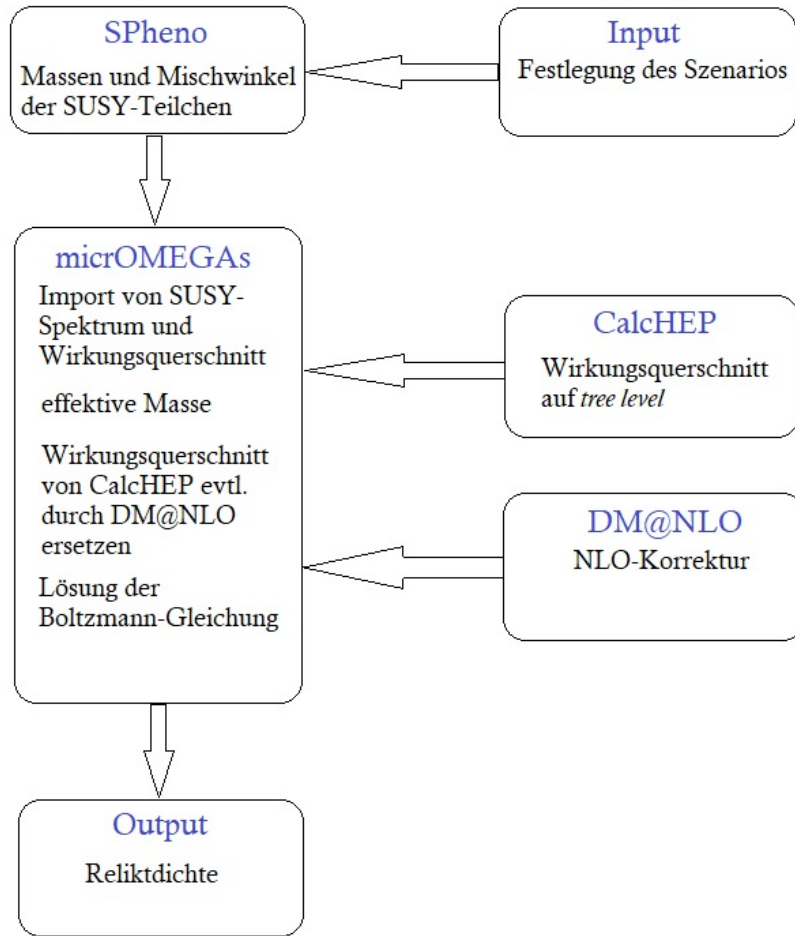 SPheno
Massen und Mischwinkel
der SUSY-Teilchen
Input
Festlegung des Szenarios
micrOMEGAs
Import von SUSY-
Spektrum und
Wirkungsquerschnitt
effektive Masse
Wirkungsquerschnitt
von CalcHEP evtl.
durch DM@NLO
ersetzen
Lösung der
Boltzmann-Gleichung
CalcHEP
Wirkungsquerschnitt
auf tree level
DM@NLO
NLO-Korrektur
Output
Reliktdichte